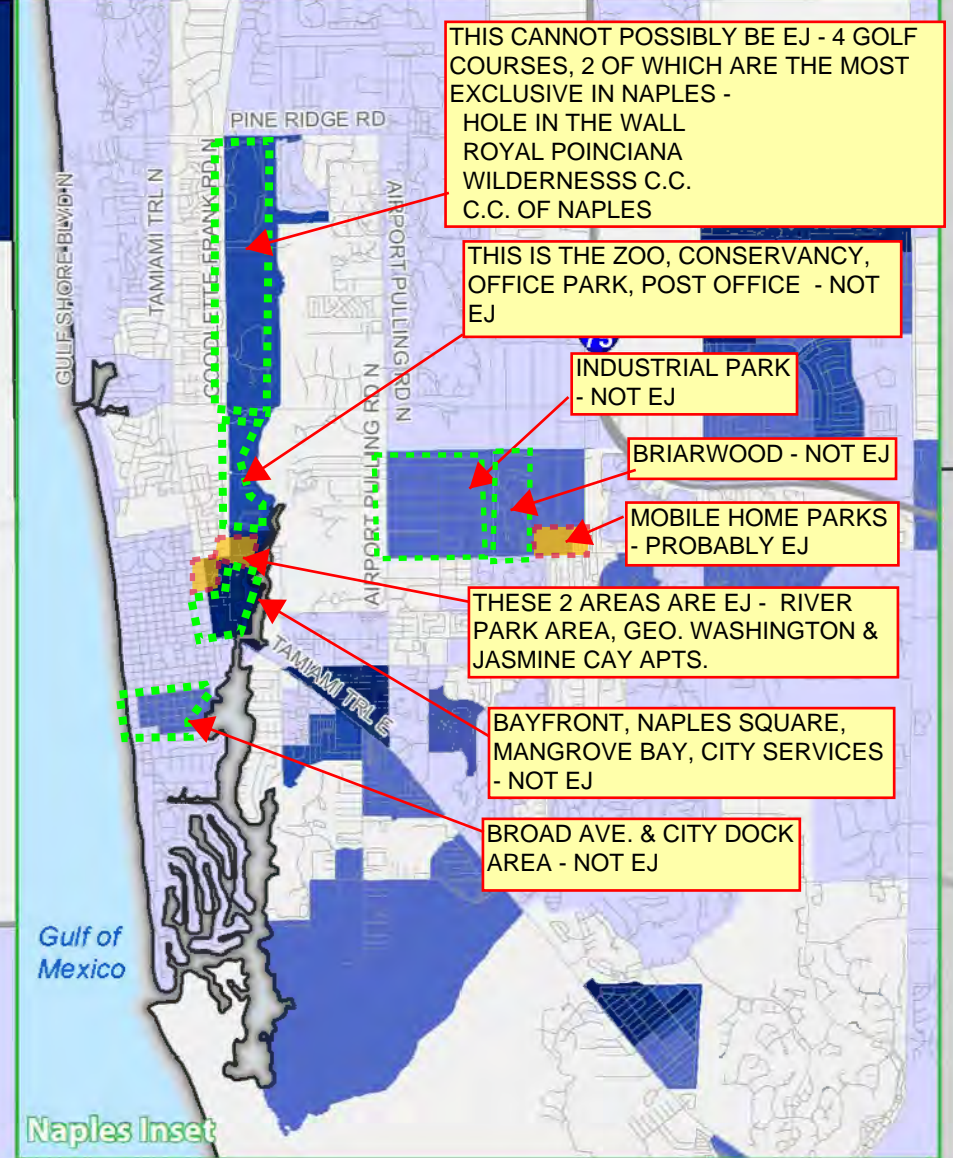 THIS CANNOT POSSIBLY BE EJ - 4 GOLF
COURSES, 2 OF WHICH ARE THE MOST
EXCLUSIVE IN NAPLES -
HOLE IN THE WALL
ROYAL POINCIANA
WILDERNESSS C.C.
C.C. OF NAPLES
PINE RIDGE RD
GULF SHORE BLVD N
TAMIAMI TRL N
GOODLETTE FRANK RD N
AIRPORT PULLING RD N
THIS IS THE ZOO, CONSERVANCY,
OFFICE PARK, POST OFFICE - NOT
EJ
75
INDUSTRIAL PARK
- NOT EJ
AIRPORT PULLING RD N
BRIARWOOD - NOT EJ
MOBILE HOME PARKS
- PROBABLY EJ
THESE 2 AREAS ARE EJ - RIVER
PARK AREA, GEO. WASHINGTON &
JASMINE CAY APTS.
TAMIAMI TRL E
BAYFRONT, NAPLES SQUARE,
MANGROVE BAY, CITY SERVICES
- NOT EJ
BROAD AVE. & CITY DOCK
AREA - NOT EJ
Gulf of
Mexico
Naples Inset